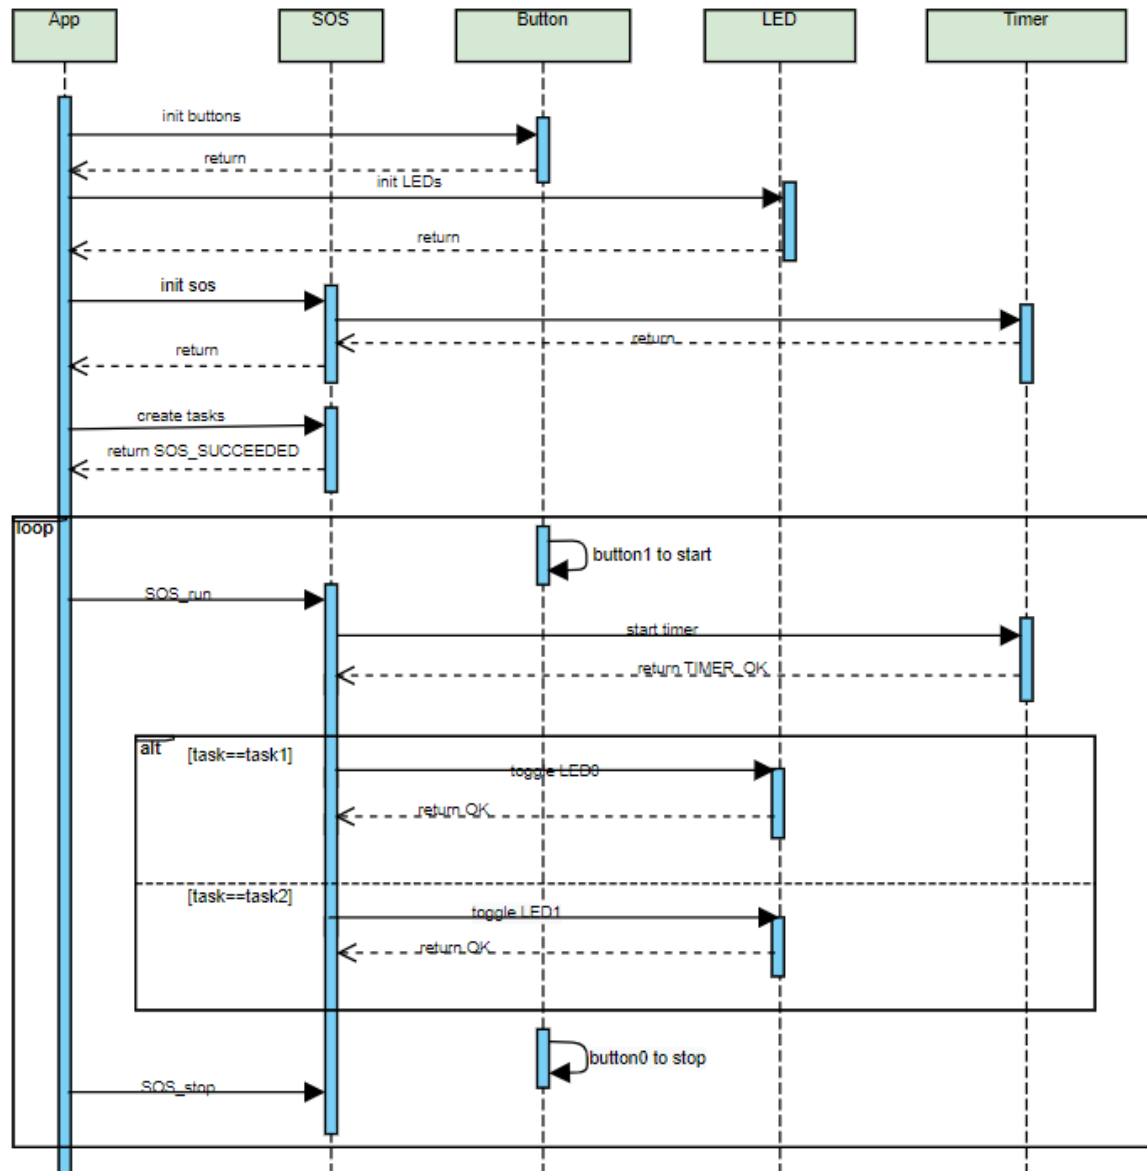 App
SOS
Button
LED
Timer
init buttons
return
init LEDs
return
init sos
return
return
create tasks
return SOS_SUCCEEDED
loop
button1 to start
SOS_run
start timer
return TIMER_OK
alt
[task==task1]
toggle LED0
return OK
[task==task2]
toggle LED1
return OK
button0 to stop
SOS_stop